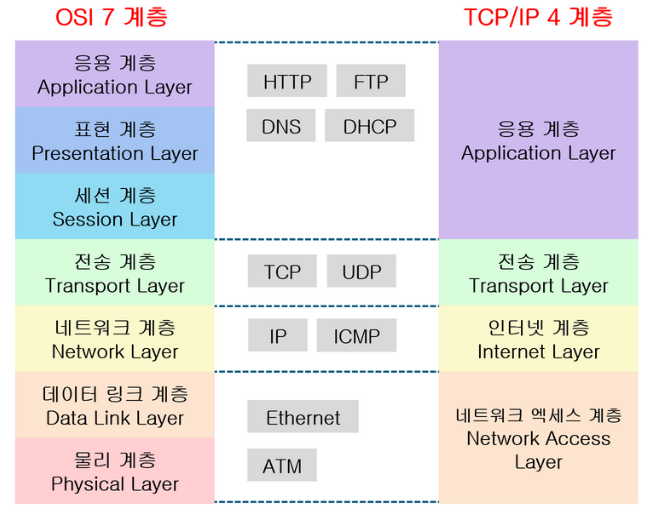 OSI 7 계층
TCP/IP 4 계층
응용 계층
Application Layer
표현 계층
Presentation Layer
세션 계층
Session Layer
전송 계층
Transport Layer
네트워크 계층
Network Layer
데이터 링크 계층
Data Link Layer
물리 계층
Physical Layer
HTTP FTP
DNS DHCP
TCP UDP
IP ICMP
Ethernet
ATM
응용 계층
Application Layer
전송 계층
Transport Layer
인터넷 계층
Internet Layer
네트워크 엑세스 계층
Network Access
Layer